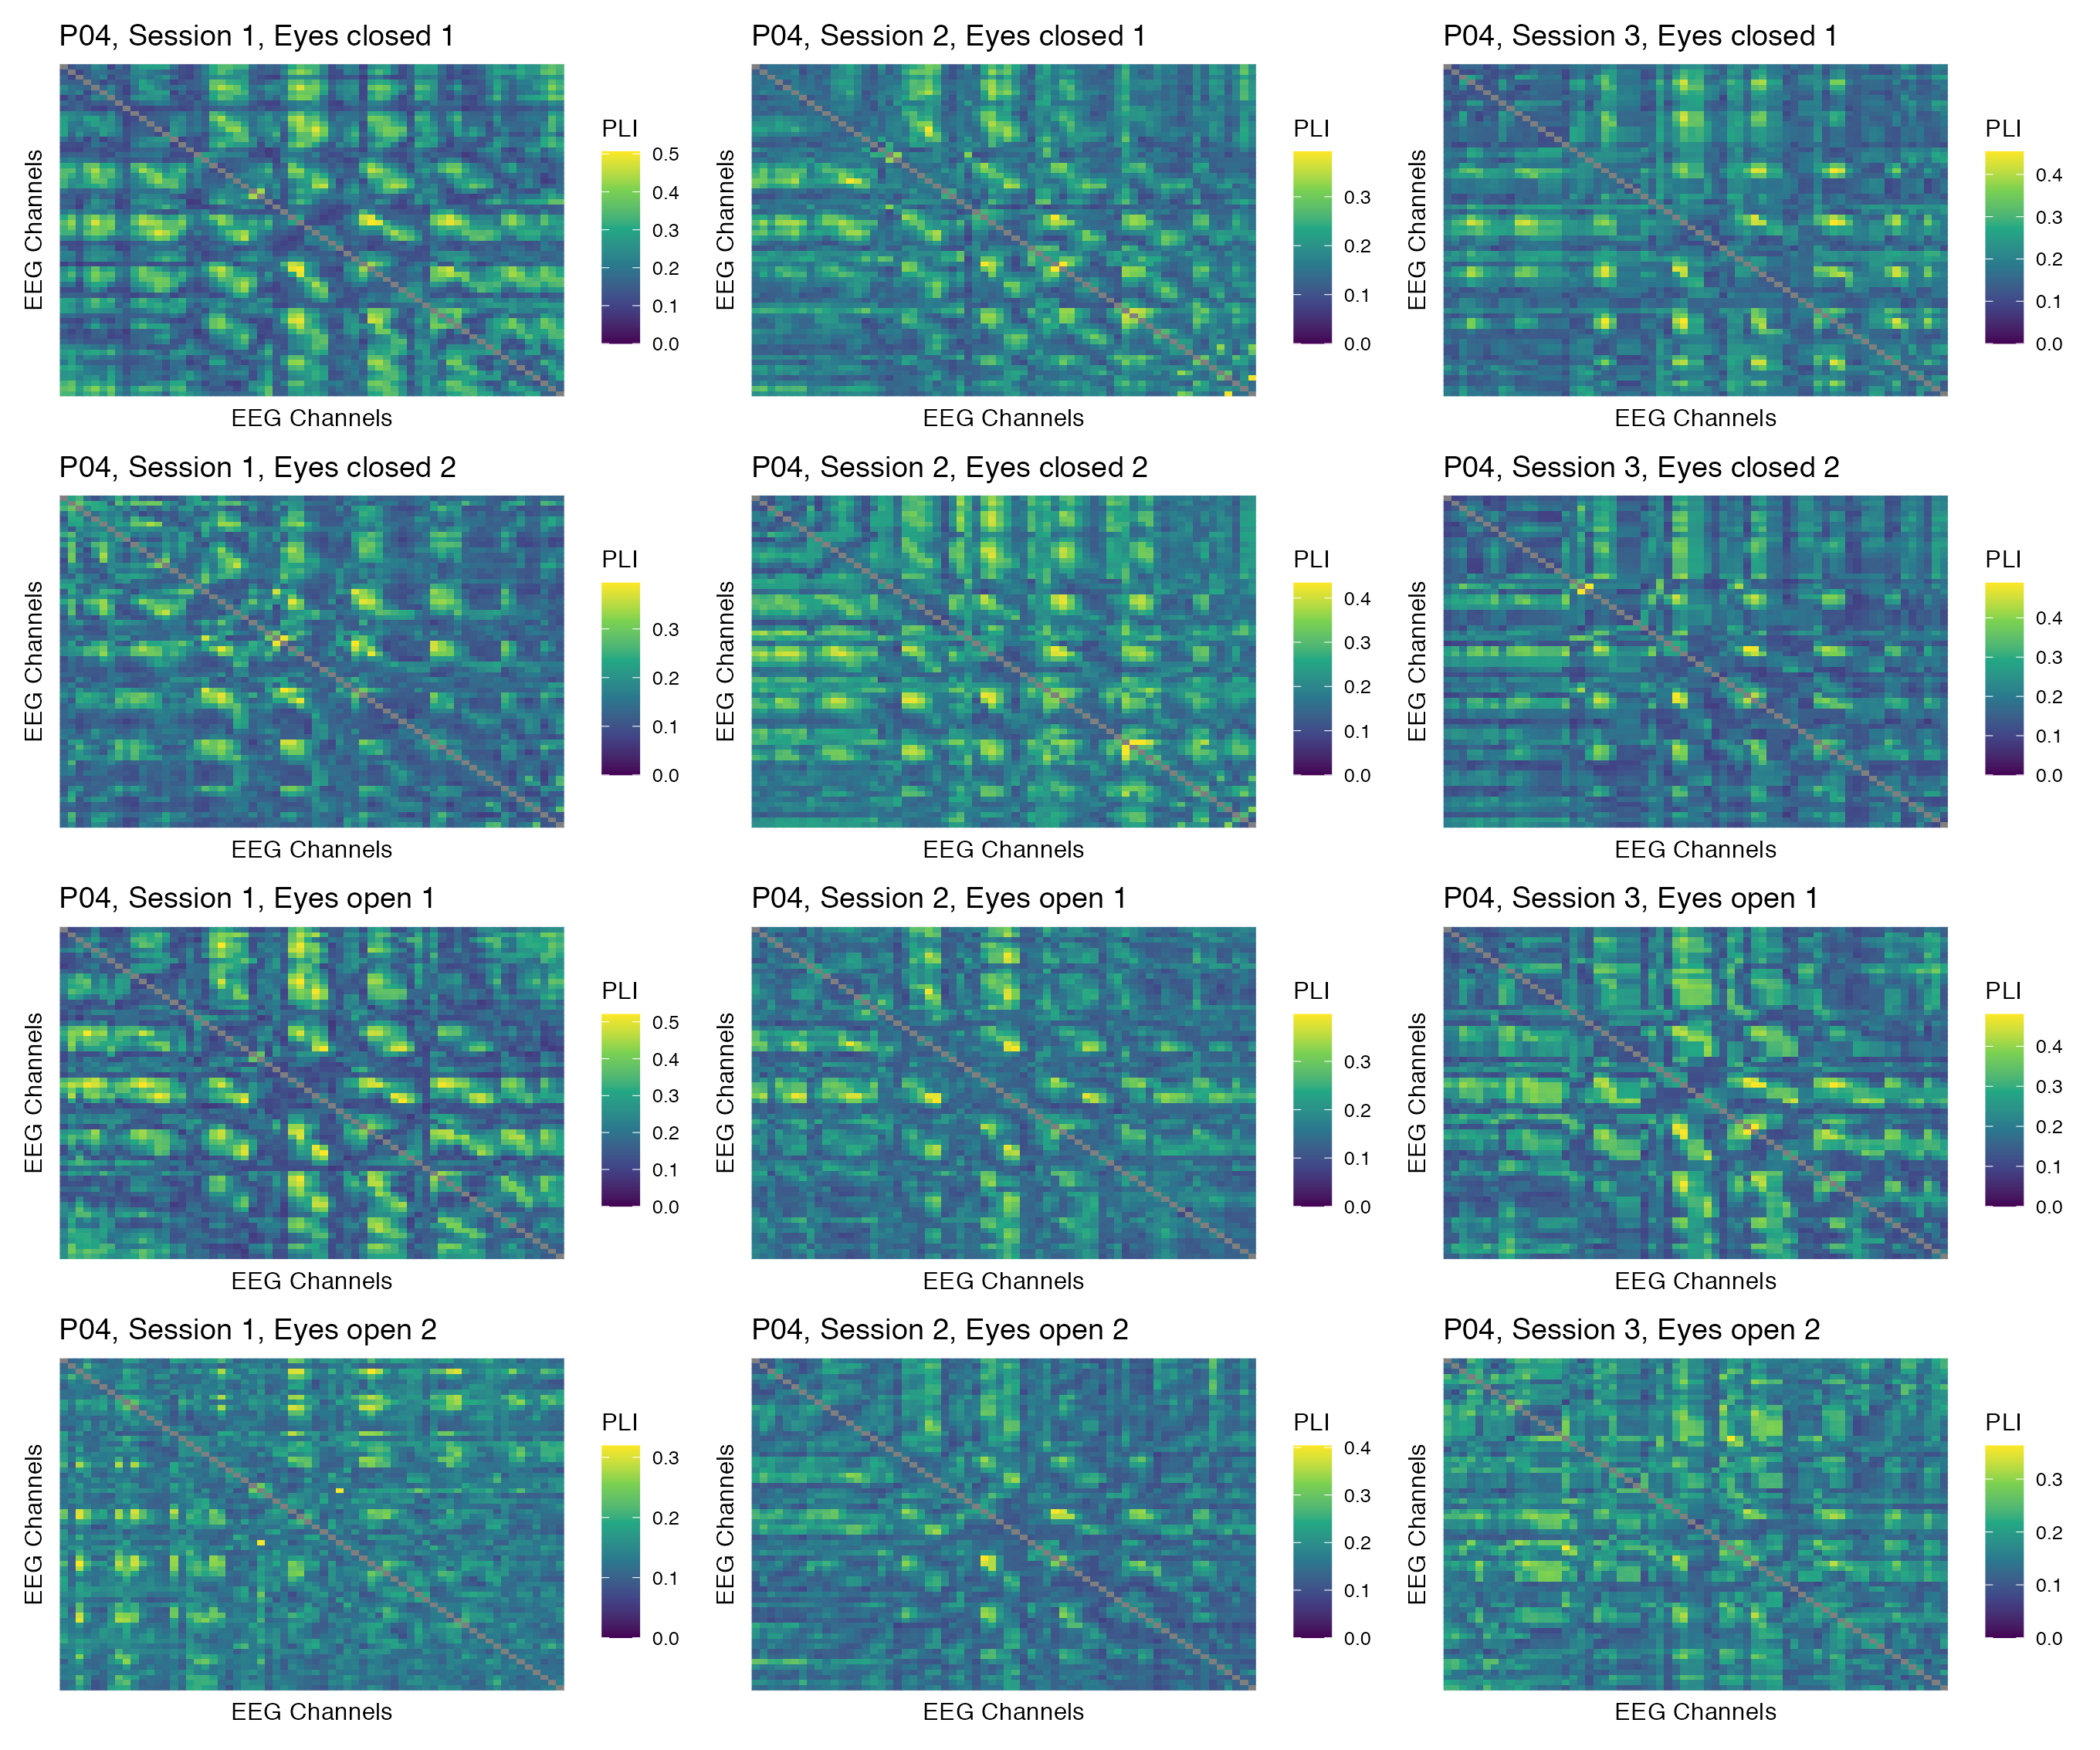 P04, Session 1, Eyes closed 1
EEG Channels
EEG Channels
PLI
0.5
0.4
0.3
0.2
0.1
0.0
P04, Session 2, Eyes closed 1
EEG Channels
EEG Channels
PLI
0.3
0.2
0.1
0.0
P04, Session 3, Eyes closed 1
EEG Channels
EEG Channels
PLI
0.4
0.3
0.2
0.1
0.0
P04, Session 1, Eyes closed 2
EEG Channels
EEG Channels
PLI
0.3
0.2
0.1
0.0
P04, Session 2, Eyes closed 2
EEG Channels
EEG Channels
PLI
0.4
0.3
0.2
0.1
0.0
P04, Session 3, Eyes closed 2
EEG Channels
EEG Channels
PLI
0.4
0.3
0.2
0.1
0.0
P04, Session 1, Eyes open 1
EEG Channels
EEG Channels
PLI
0.5
0.4
0.3
0.2
0.1
0.0
P04, Session 2, Eyes open 1
EEG Channels
EEG Channels
PLI
0.3
0.2
0.1
0.0
P04, Session 3, Eyes open 1
EEG Channels
EEG Channels
PLI
0.4
0.3
0.2
0.1
0.0
P04, Session 1, Eyes open 2
EEG Channels
EEG Channels
PLI
0.3
0.2
0.1
0.0
P04, Session 2, Eyes open 2
EEG Channels
EEG Channels
PLI
0.4
0.3
0.2
0.1
0.0
P04, Session 3, Eyes open 2
EEG Channels
EEG Channels
PLI
0.3
0.2
0.1
0.0